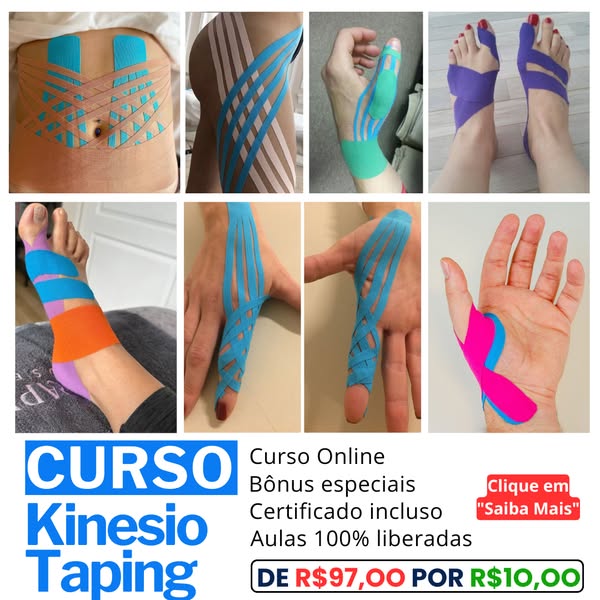 CURSO
Kinesio
Taping
Curso Online
Bônus especiais
Certificado incluso
Aulas 100% liberadas
Clique em
"Saiba Mais"
DE R$97,00 POR R$10,00